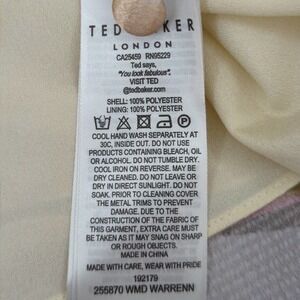 TED BAKER
LONDON
CA25459 RN95229
Ted says,
"You look fabulous".
VISIT TED
@tedbaker.com
SHELL: 100% POLYESTER
LINING: 100% POLYESTER
COOL HAND WASH SEPARATELY AT
30C, INSIDE OUT. DO NOT USE
PRODUCTS CONTAINING BLEACH, OIL
OR ALCOHOL. DO NOT TUMBLE DRY.
COOL IRON ON REVERSE. MAY BE
DRY CLEANED. DO NOT LEAVE OR
DRY IN DIRECT SUNLIGHT. DO NOT
SOAK. PRIOR TO CLEANING COVER
THE METAL TRIMS TO PREVENT
DAMAGE. DUE TO THE
CONSTRUCTION OF THE FABRIC OF
THIS GARMENT, EXTRA CARE MUST
BE TAKEN AS IT MAY SNAG ON SHARP
OR ROUGH OBJECTS.
MADE IN CHINA
MADE WITH CARE, WEAR WITH PRIDE
192179
255870 WMD WARRENN